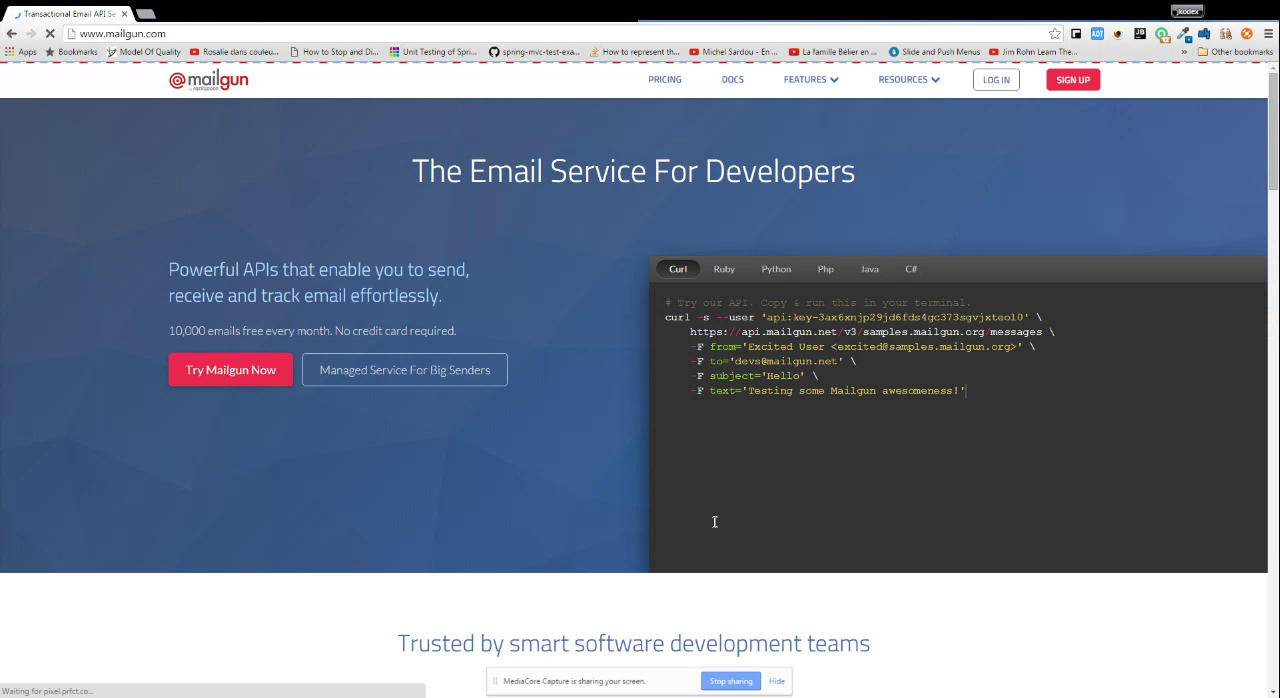 Transactional Email API Se
jkodex
www.mailgun.com
Apps
Bookmarks
Model Of Quality
Rosalie dans couleu...
How to Stop and Di...
Unit Testing of Spri...
spring-mvc-test-exa...
How to represent th...
Michel Sardou - En ...
La famille Bélier en ...
Slide and Push Menus
Jim Rohn Learn The...
»
Other bookmarks
@mailgun
by rackspace
PRICING
DOCS
FEATURES
RESOURCES
LOG IN
SIGN UP
The Email Service For Developers
Powerful APIs that enable you to send,
receive and track email effortlessly.
10,000 emails free every month. No credit card required.
Try Mailgun Now
Managed Service For Big Senders
Curl
Ruby
Python
Php
Java
C#
# Try our API. Copy & run this in your terminal.
curl -s --user 'api:key-3ax6xnjp29jd6fds4gc373sgvjxteol0' \
https://api.mailgun.net/v3/samples.mailgun.org/messages \
-F from='Excited User <excited@samples.mailgun.org>' \
-F to='devs@mailgun.net' \
-F subject='Hello' \
-F text='Testing some Mailgun awesomeness!'
Trusted by smart software development teams
MediaCore Capture is sharing your screen.
Stop sharing
Hide
Waiting for pixel.prfct.co...